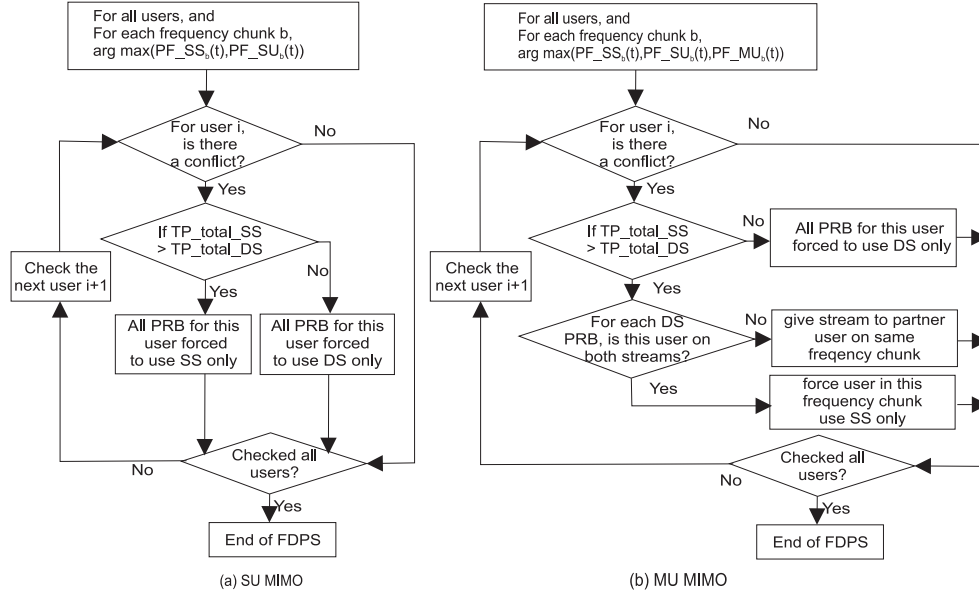 For all users, and
For each frequency chunk b,
arg max(PF_SS_b(t),PF_SU_b(t))
For user i,
is there
a conflict?
No
Yes
If TP_total_SS
> TP_total_DS
No
Yes
Check the
next user i+1
All PRB for this
user forced
to use SS only
All PRB for this
user forced
to use DS only
Checked all
users?
No
Yes
End of FDPS
(a) SU MIMO
For all users, and
For each frequency chunk b,
arg max(PF_SS_b(t),PF_SU_b(t),PF_MU_b(t))
For user i,
is there
a conflict?
No
Yes
If TP_total_SS
> TP_total_DS
No
All PRB for this user
forced to use DS only
Yes
Check the
next user i+1
For each DS
PRB, is this user on
both streams?
No
give stream to partner
user on same
freqency chunk
Yes
force user in this
frequency chunk
use SS only
Checked all
users?
No
Yes
End of FDPS
(b) MU MIMO